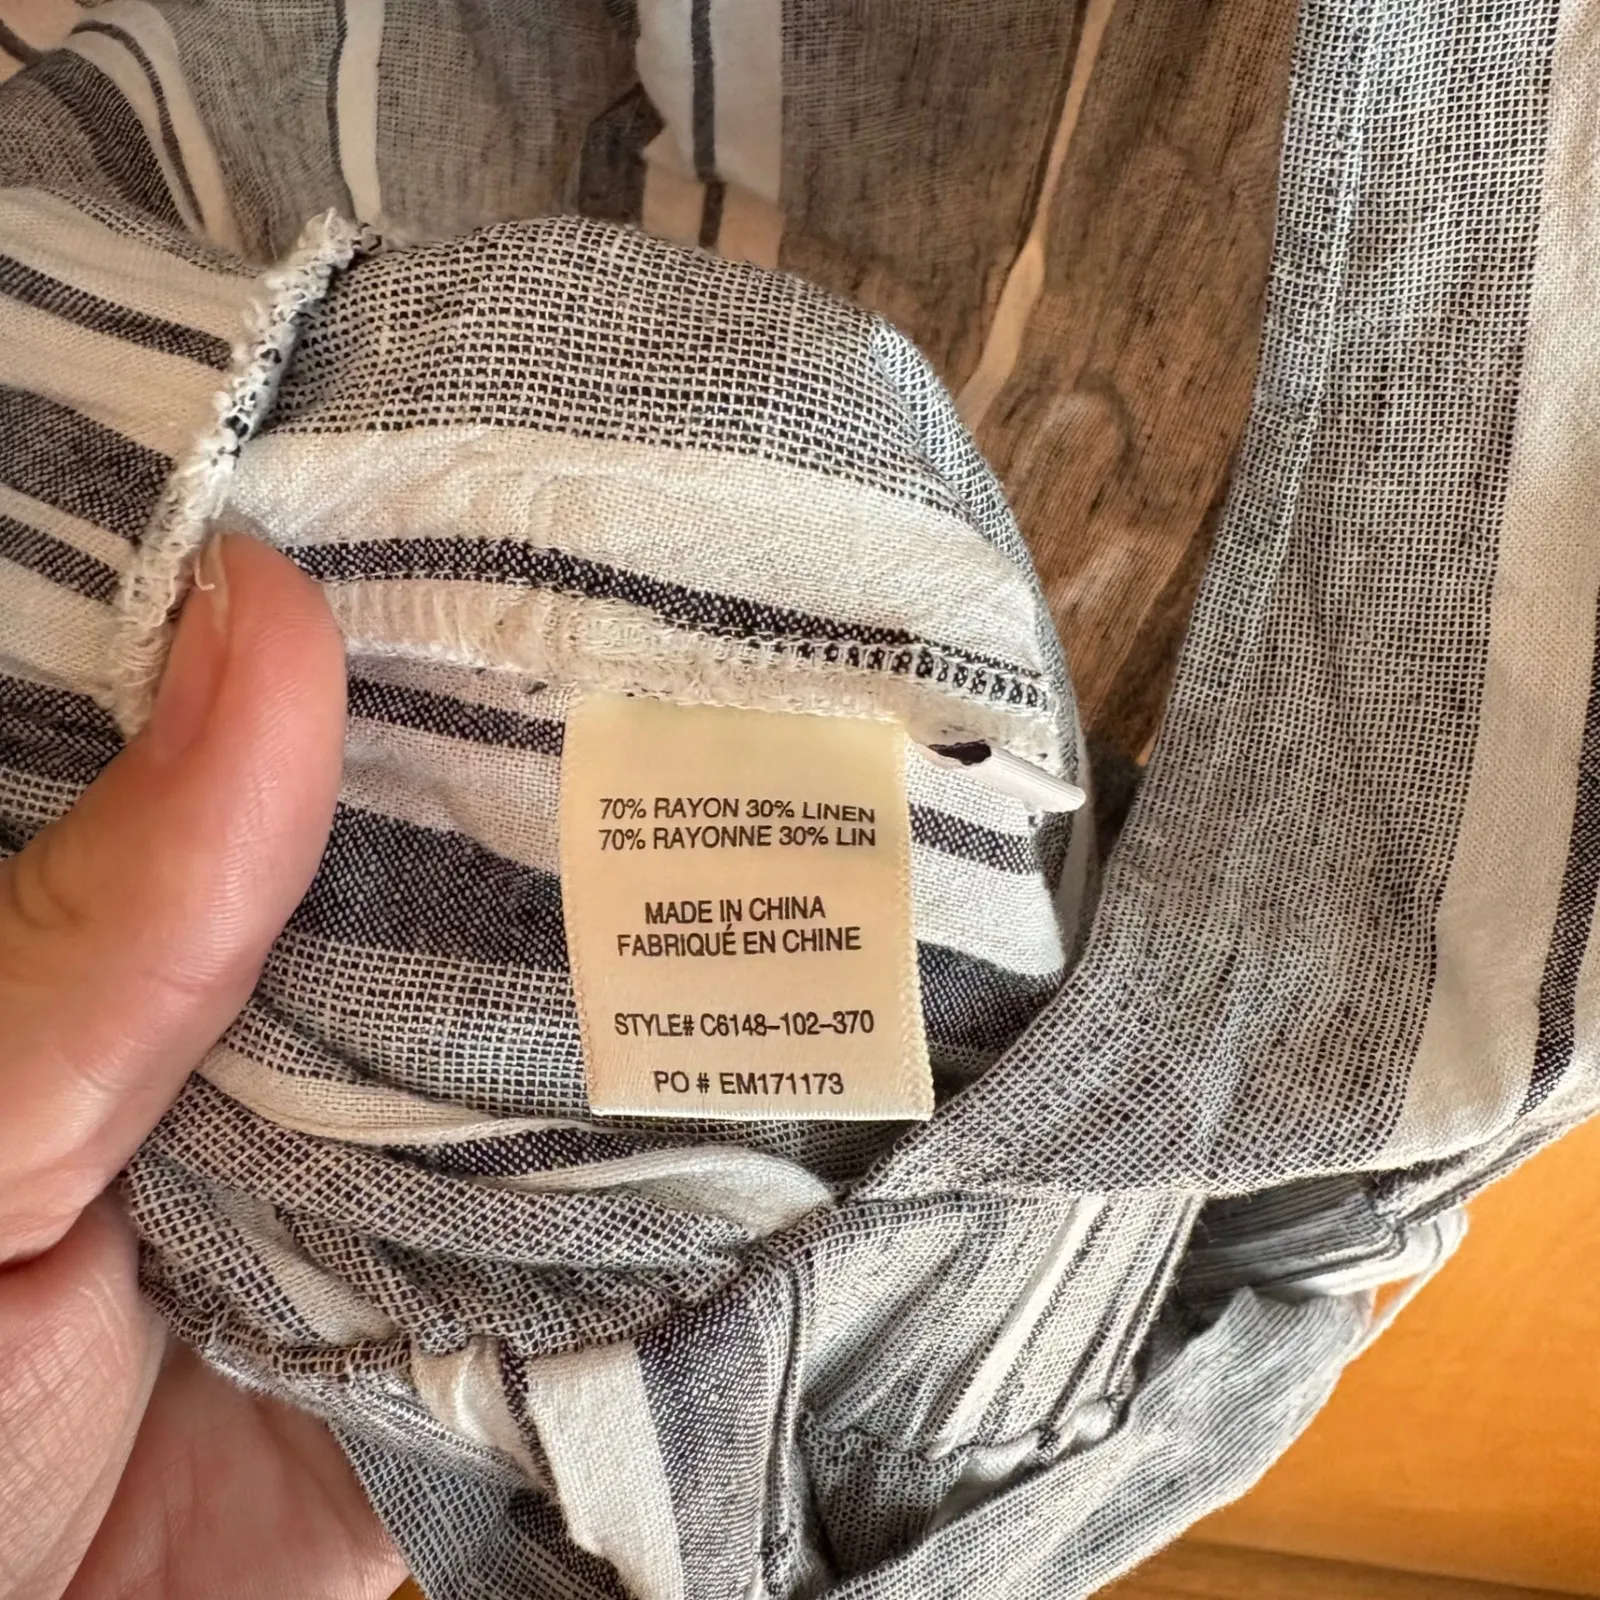 70% RAYON 30% LINEN
70% RAYONNE 30% LIN
MADE IN CHINA
FABRIQUÉ EN CHINE
STYLE# C6148-102-370
PO # EM171173